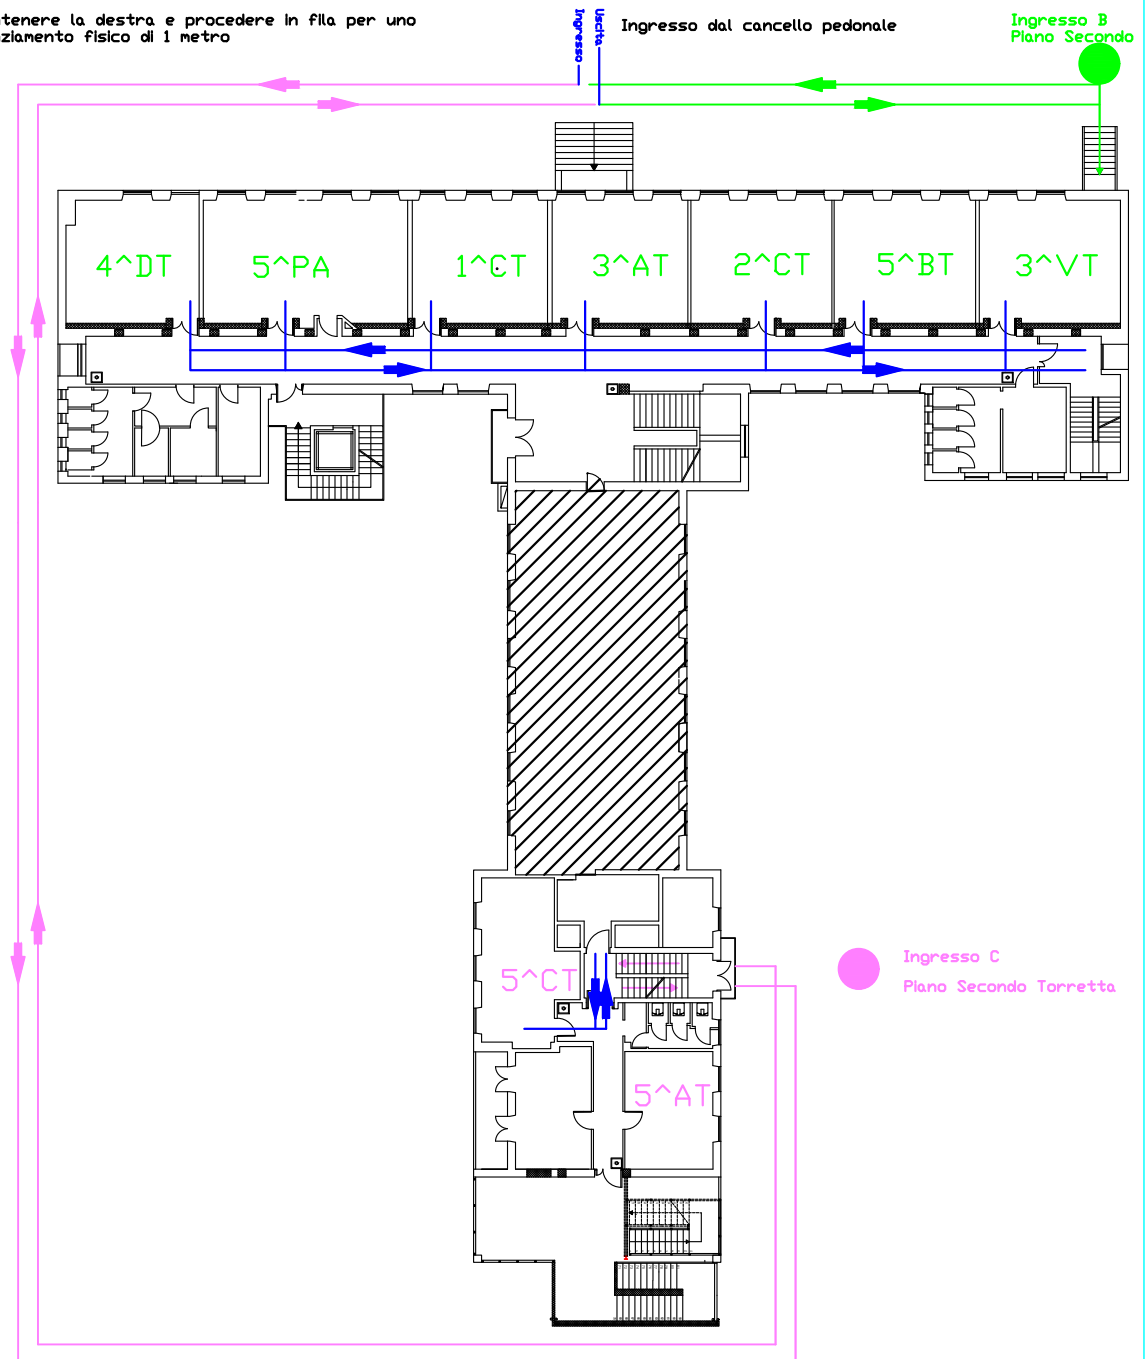 tenere la destra e procedere in fila per uno
ziamento fisico di 1 metro
Ingresso
Uscita
Ingresso dal cancello pedonale
Ingresso B
Piano Secondo
4^DT
5^PA
1^CT
3^AT
2^CT
5^BT
3^VT
5^CT
Ingresso C
Piano Secondo Torretta
5^AT